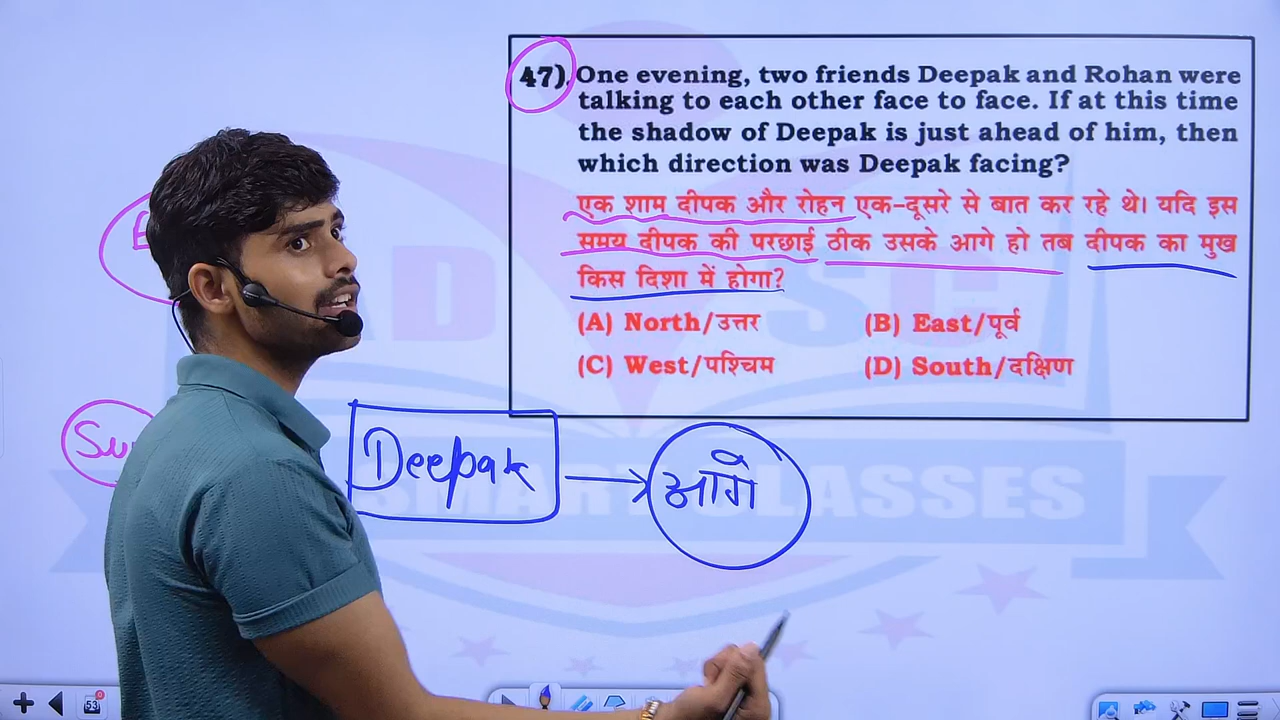 47). One evening, two friends Deepak and Rohan were
talking to each other face to face. If at this time
the shadow of Deepak is just ahead of him, then
which direction was Deepak facing?
एक शाम दीपक और रोहन एक-दूसरे से बात कर रहे थे। यदि इस
समय दीपक की परछाई ठीक उसके आगे हो तब दीपक का मुख
किस दिशा में होगा?
(A) North/उत्तर (B) East/पूर्व
(C) West/पश्चिम (D) South/दक्षिण
Deepak → आगे
SMART CLASSES
53